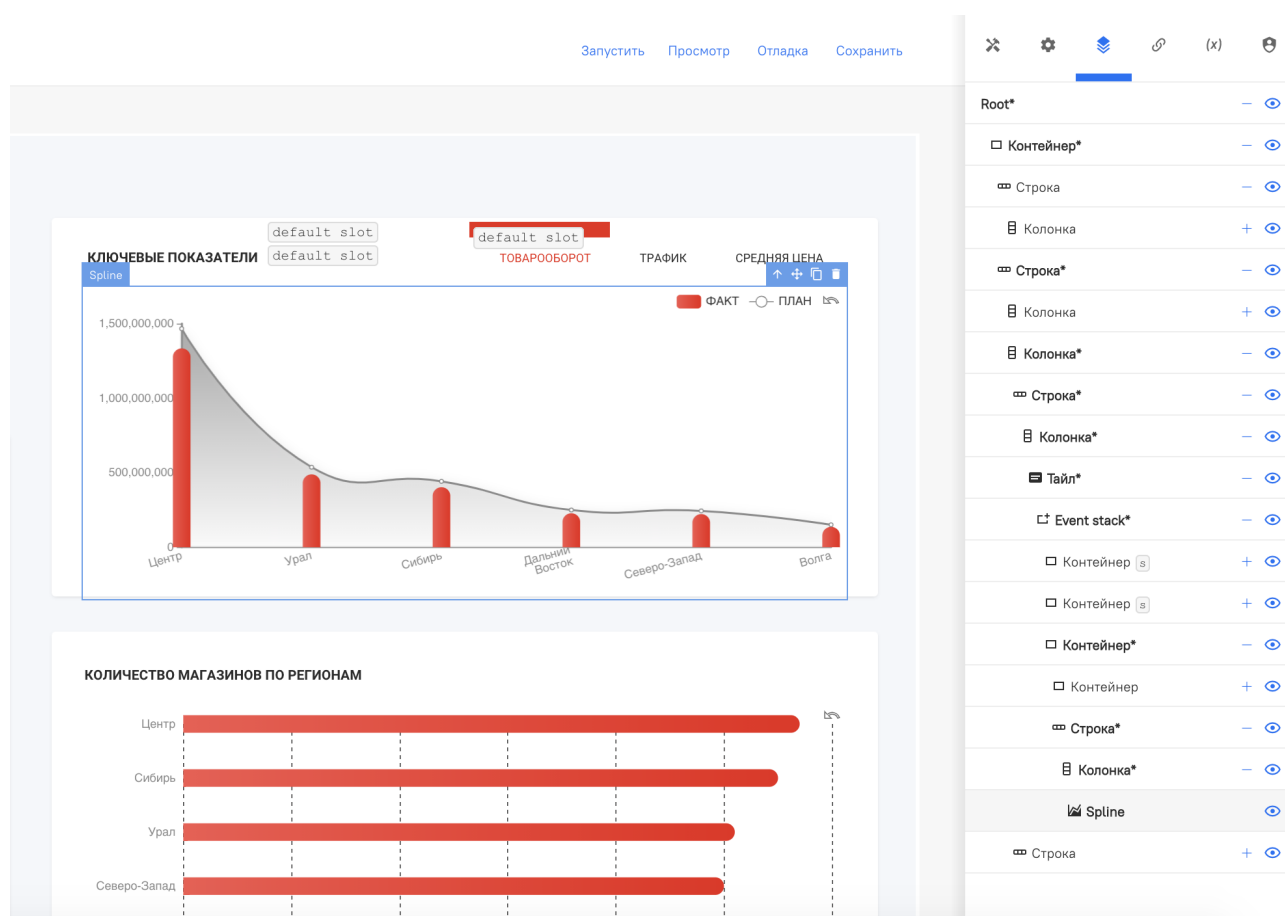 Запустить Просмотр Отладка Сохранить
(x)
default slot
default slot
КЛЮЧЕВЫЕ ПОКАЗАТЕЛИ default slot
ТОВАРООБОРОТ ТРАФИК СРЕДНЯЯ ЦЕНА
Spline
ФАКТ ПЛАН
1,500,000,000
1,000,000,000
500,000,000
0
Центр Урал Сибирь Дальний Восток Северо-Запад Волга
КОЛИЧЕСТВО МАГАЗИНОВ ПО РЕГИОНАМ
Центр
Сибирь
Урал
Северо-Запад
Root*
Контейнер*
Строка
Колонка
Строка*
Колонка
Колонка*
Строка*
Колонка*
Тайл*
Event stack*
Контейнер s
Контейнер s
Контейнер*
Контейнер
Строка*
Колонка*
Spline
Строка